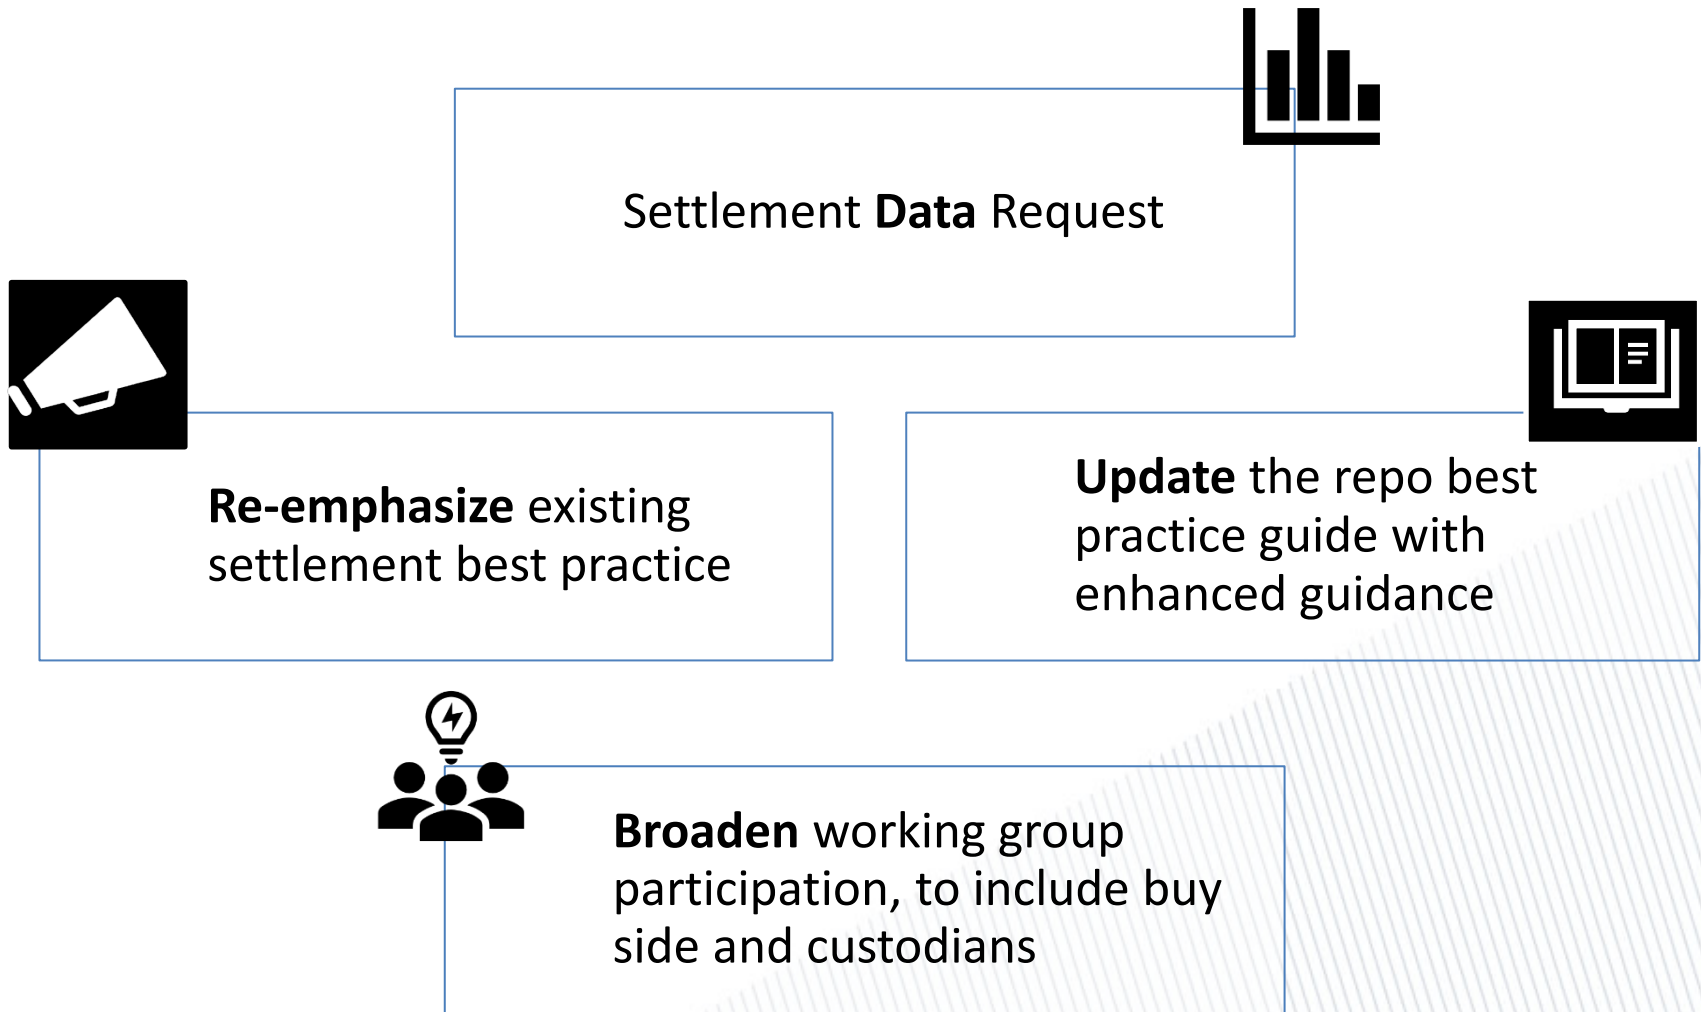 Settlement Data Request
Re-emphasize existing
settlement best practice
Update the repo best
practice guide with
enhanced guidance
Broaden working group
participation, to include buy
side and custodians